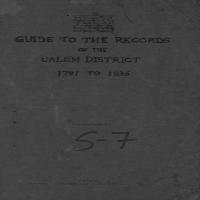 GUIDE TO THE RECORDS
OF THE
SALEM DISTRICT
1791 TO 1835
S-7